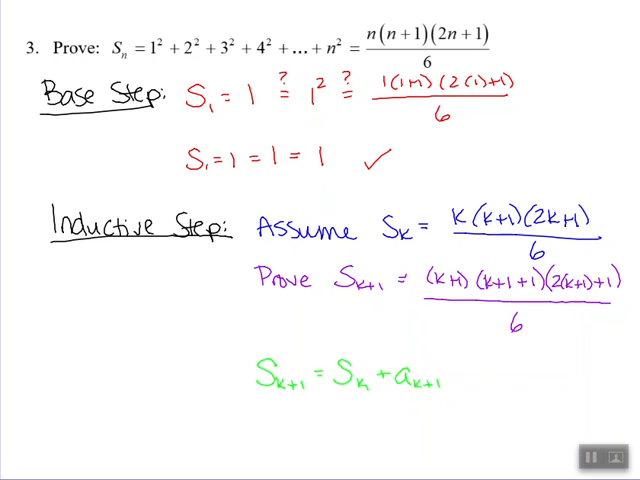 3. Prove: Sₙ = 1² + 2² + 3² + 4² + ... + n² = n(n+1)(2n+1) / 6
Base Step: S₁ = 1 ≟ 1² ≟ 1(1+1)(2(1)+1) / 6
S₁ = 1 = 1 = 1 ✓
Inductive Step: Assume Sₖ = k(k+1)(2k+1) / 6
Prove Sₖ₊₁ = (k+1)(k+1+1)(2(k+1)+1) / 6
Sₖ₊₁ = Sₖ + aₖ₊₁